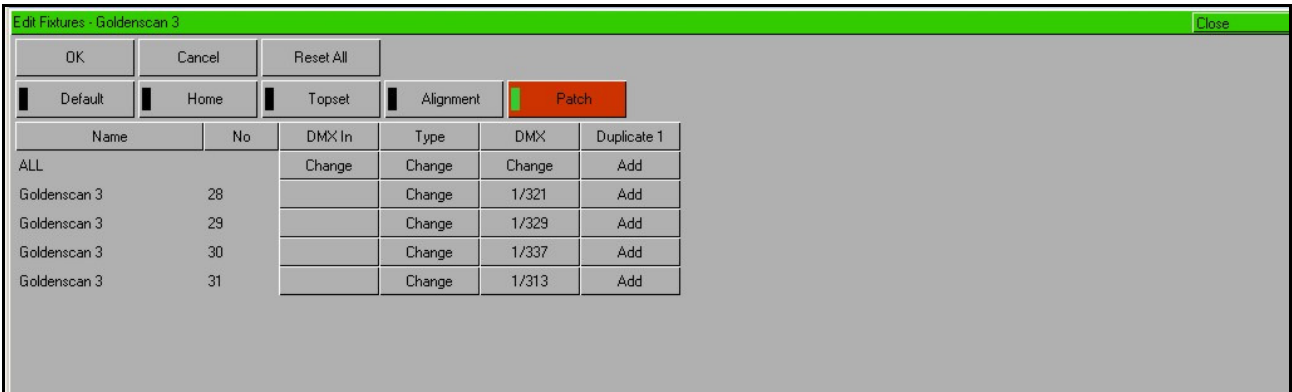 Edit Fixtures - Goldenscan 3 Close
OK Cancel Reset All
Default Home Topset Alignment Patch
Name No DMX In Type DMX Duplicate 1
ALL Change Change Change Add
Goldenscan 3 28 Change 1/321 Add
Goldenscan 3 29 Change 1/329 Add
Goldenscan 3 30 Change 1/337 Add
Goldenscan 3 31 Change 1/313 Add